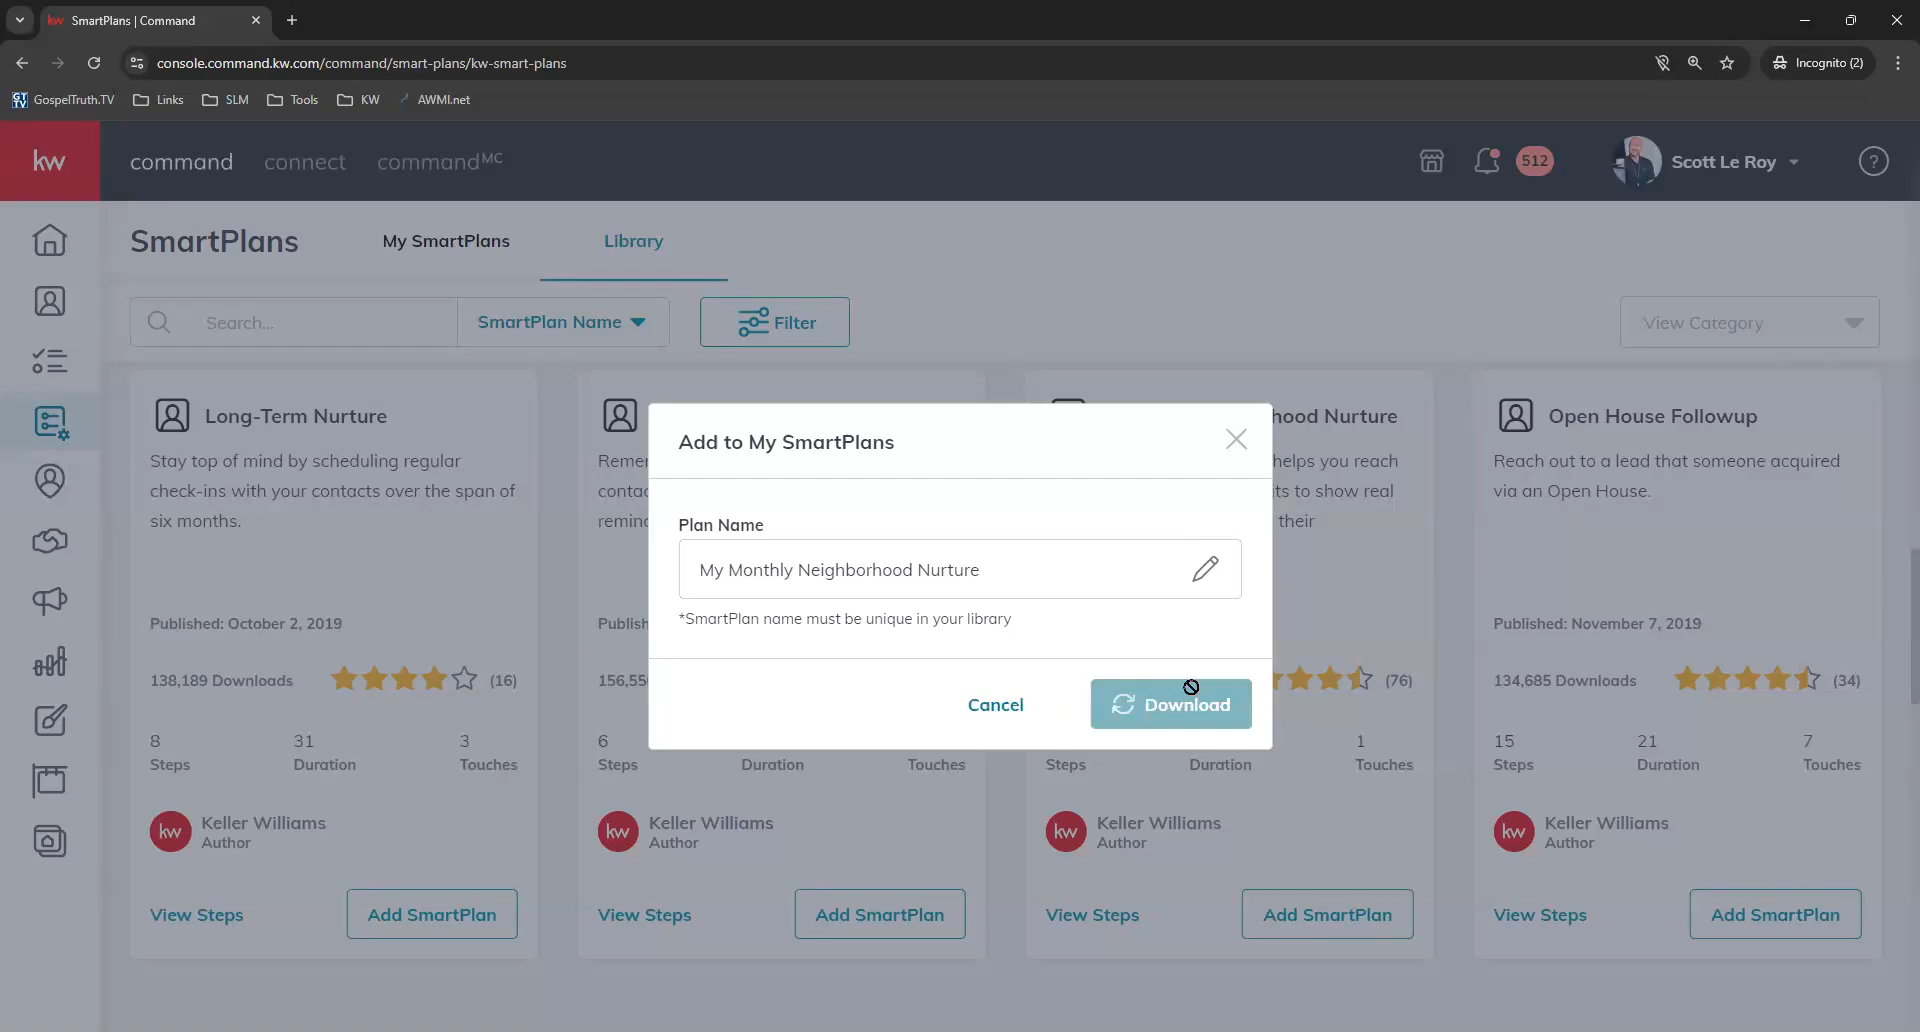 kw SmartPlans | Command
console.command.kw.com/command/smart-plans/kw-smart-plans
Incognito (2)
GT TV GospelTruth.TV Links SLM Tools KW AWMI.net
kw command connect commandMC 512 Scott Le Roy ?
SmartPlans My SmartPlans Library
Search... SmartPlan Name Filter View Category
Long-Term Nurture
Stay top of mind by scheduling regular
check-ins with your contacts over the span of
six months.
Published: October 2, 2019
138,189 Downloads (16)
8 31 3
Steps Duration Touches
kw Keller Williams
Author
View Steps Add SmartPlan
6
Steps Duration Touches
kw Keller Williams
Author
View Steps Add SmartPlan
Add to My SmartPlans
Plan Name
My Monthly Neighborhood Nurture
*SmartPlan name must be unique in your library
Cancel Download
Nurture
helps you reach
to show real
their
(76)
1
Steps Duration Touches
kw Keller Williams
Author
View Steps Add SmartPlan
Open House Followup
Reach out to a lead that someone acquired
via an Open House.
Published: November 7, 2019
134,685 Downloads (34)
15 21 7
Steps Duration Touches
kw Keller Williams
Author
View Steps Add SmartPlan